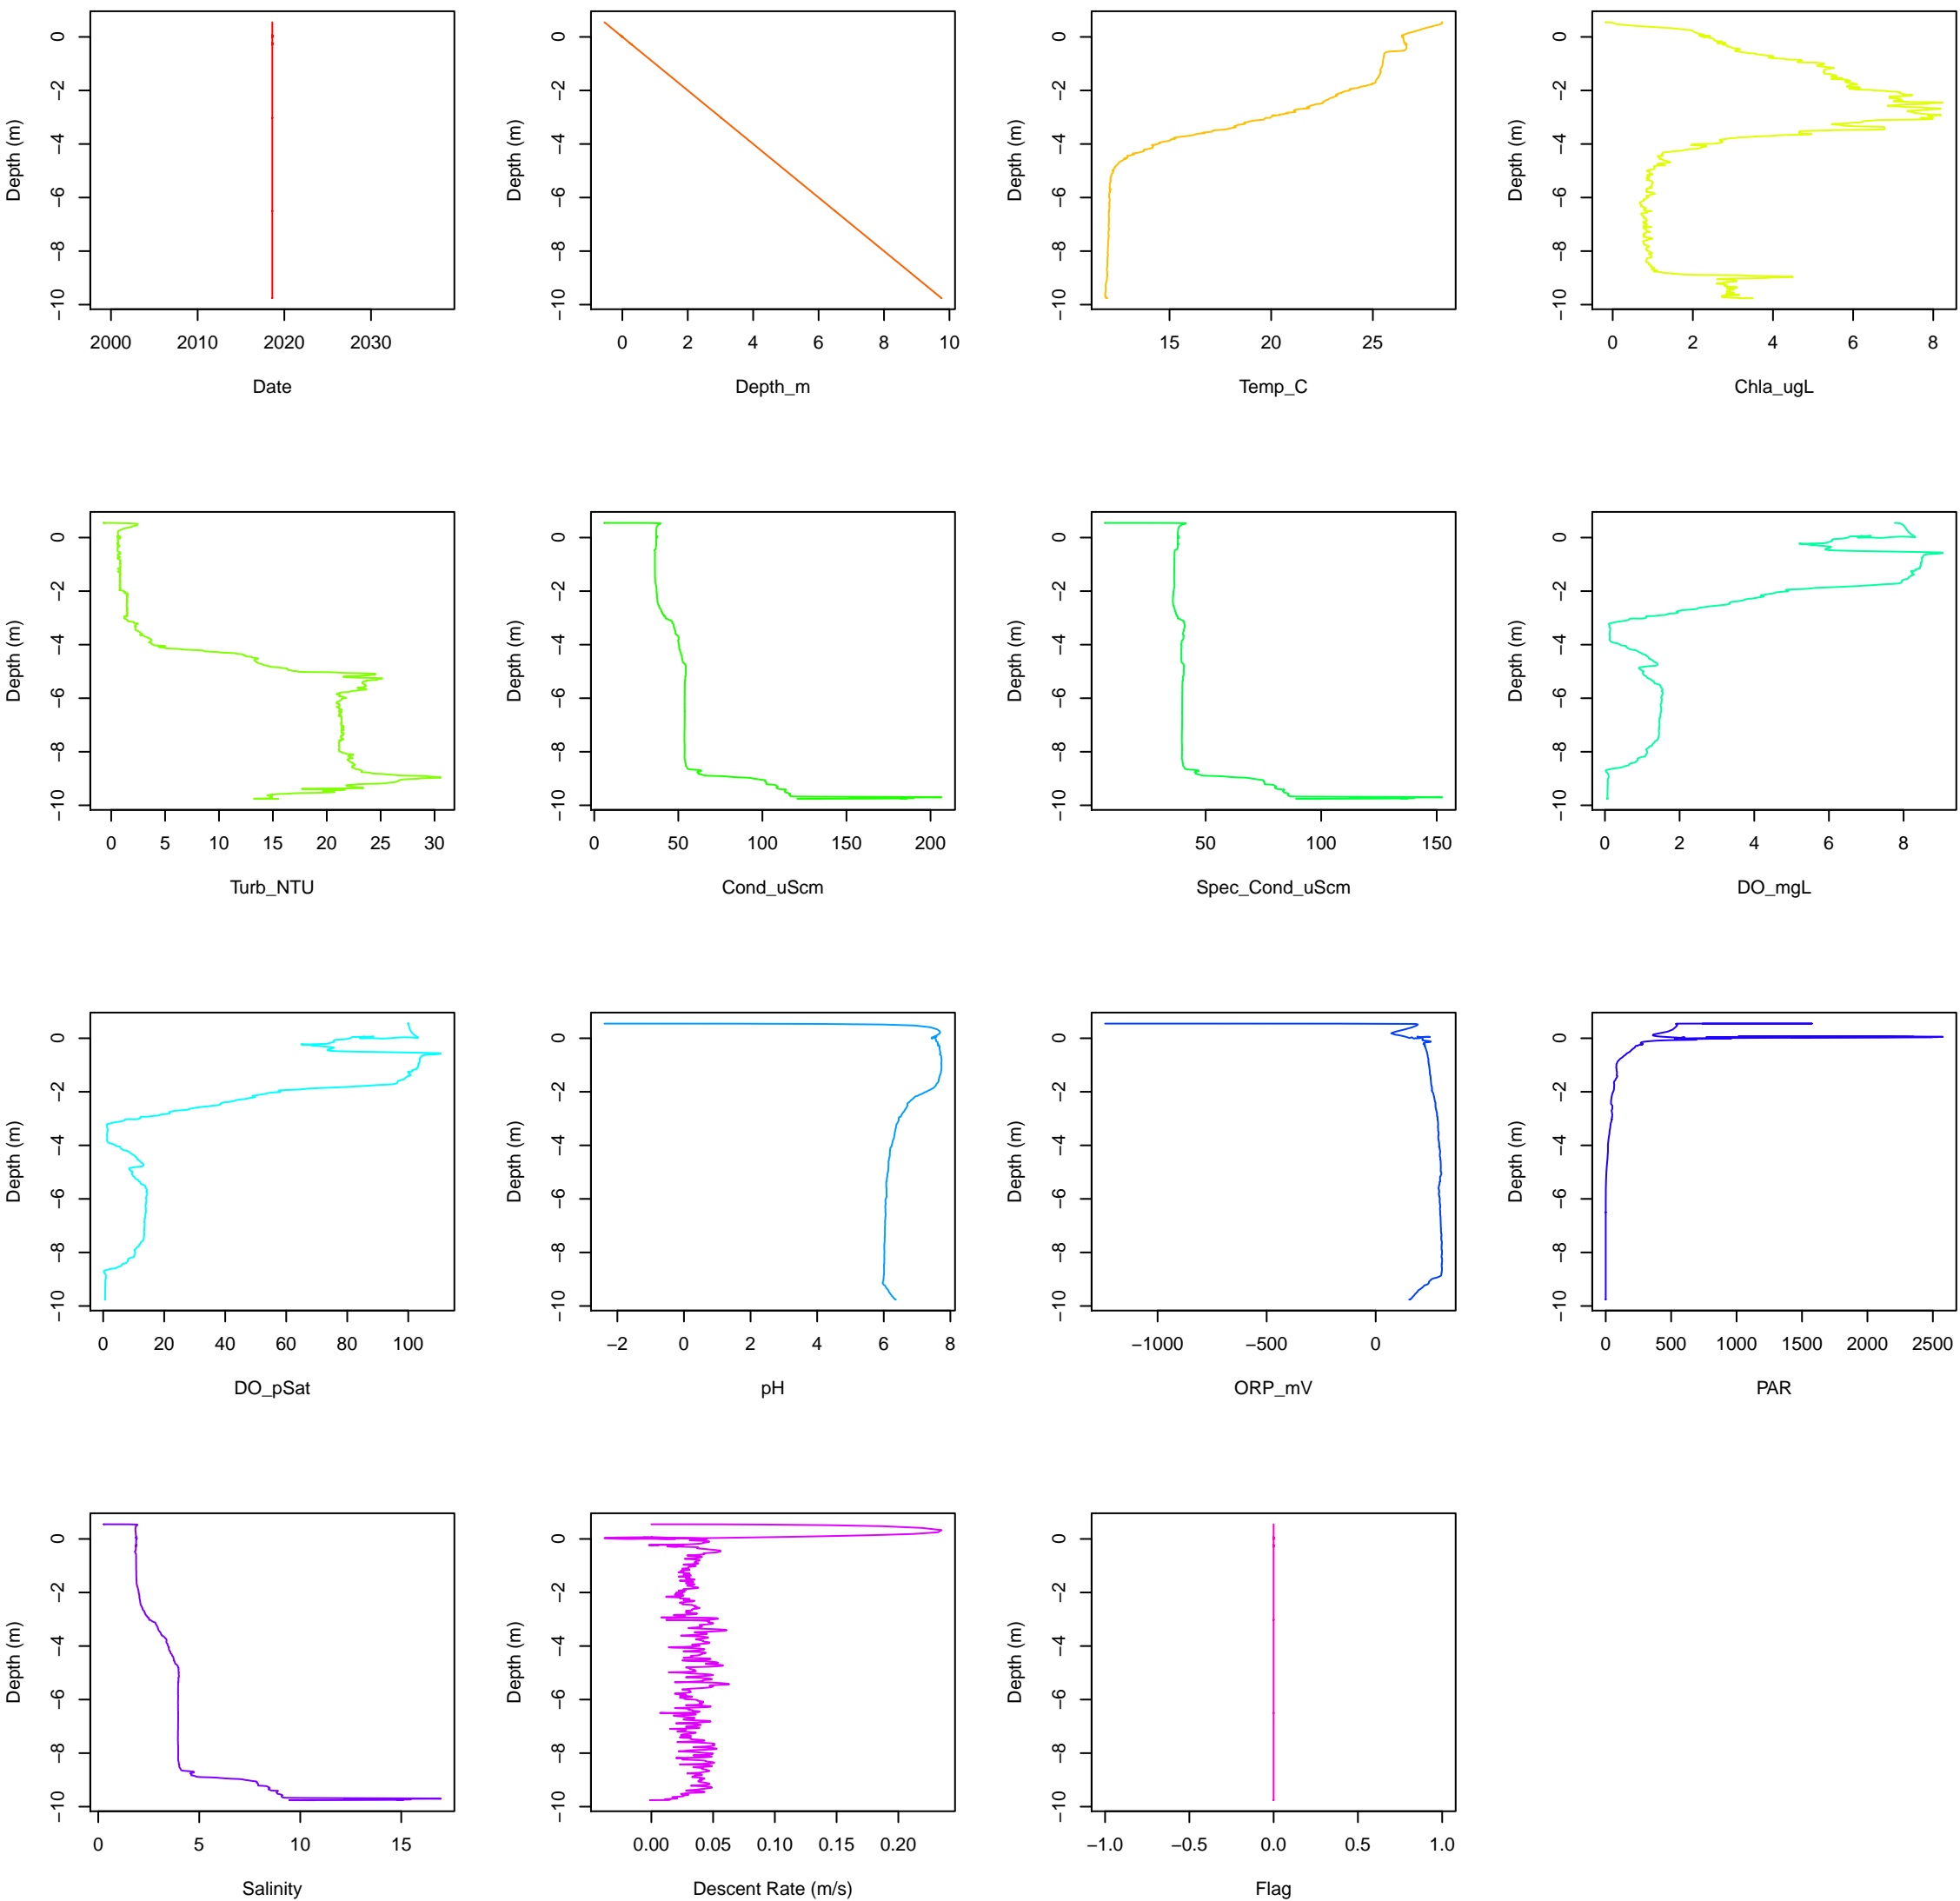 Depth (m)
0
−2
−4
−6
−8
−10
2000 2010 2020 2030
Date
Depth (m)
0
−2
−4
−6
−8
−10
0 2 4 6 8 10
Depth_m
Depth (m)
0
−2
−4
−6
−8
−10
15 20 25
Temp_C
Depth (m)
0
−2
−4
−6
−8
−10
0 2 4 6 8
Chla_ugL
Depth (m)
0
−2
−4
−6
−8
−10
0 5 10 15 20 25 30
Turb_NTU
Depth (m)
0
−2
−4
−6
−8
−10
0 50 100 150 200
Cond_uScm
Depth (m)
0
−2
−4
−6
−8
−10
50 100 150
Spec_Cond_uScm
Depth (m)
0
−2
−4
−6
−8
−10
0 2 4 6 8
DO_mgL
Depth (m)
0
−2
−4
−6
−8
−10
0 20 40 60 80 100
DO_pSat
Depth (m)
0
−2
−4
−6
−8
−10
−2 0 2 4 6 8
pH
Depth (m)
0
−2
−4
−6
−8
−10
−1000 −500 0
ORP_mV
Depth (m)
0
−2
−4
−6
−8
−10
0 500 1000 1500 2000 2500
PAR
Depth (m)
0
−2
−4
−6
−8
−10
0 5 10 15
Salinity
Depth (m)
0
−2
−4
−6
−8
−10
0.00 0.05 0.10 0.15 0.20
Descent Rate (m/s)
Depth (m)
0
−2
−4
−6
−8
−10
−1.0 −0.5 0.0 0.5 1.0
Flag